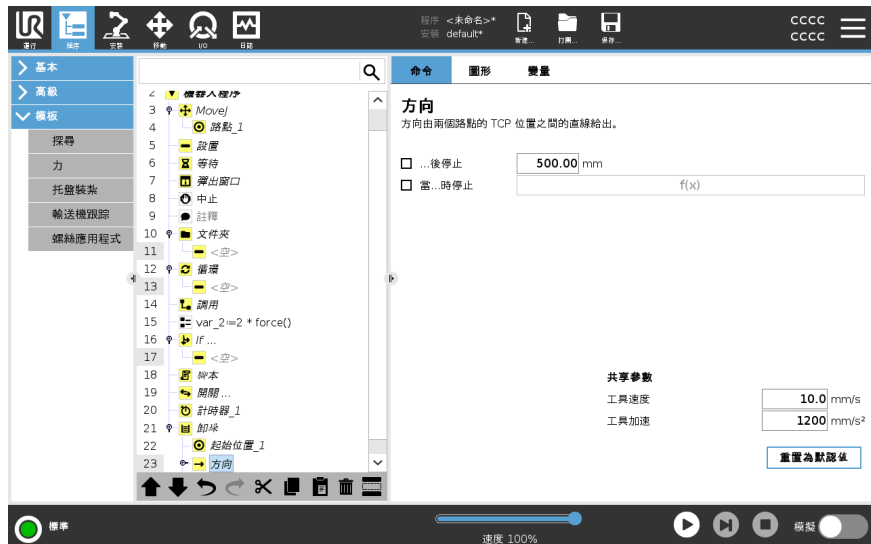 運行
程序
安裝
移動
I/O
日誌
程序 <未命名>*
安裝 default*
新建...
打開...
保存...
cccc
cccc
基本
高級
模板
探尋
力
托盤裝紮
輸送機跟踪
螺絲應用程式
2 機器人程序
3 MoveJ
4 路點_1
5 設置
6 等待
7 彈出窗口
8 中止
9 註釋
10 文件夾
11 <空>
12 循環
13 <空>
14 調用
15 var_2:=2 * force()
16 If ...
17 <空>
18 腳本
19 開關 ...
20 計時器_1
21 卸垛
22 起始位置_1
23 方向
命令 圖形 變量
方向
方向由兩個路點的 TCP 位置之間的直線給出。
...後停止 500.00 mm
當...時停止 f(x)
共享參數
工具速度 10.0 mm/s
工具加速 1200 mm/s²
重置為默認值
標準
速度 100%
模擬